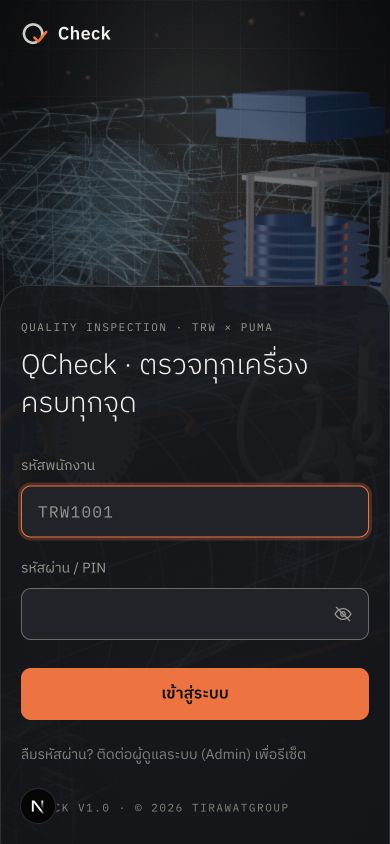 Check
QUALITY INSPECTION · TRW × PUMA
QCheck · ตรวจทุกเครื่อง
ครบทุกจุด
รหัสพนักงาน
TRW1001
รหัสผ่าน / PIN
เข้าสู่ระบบ
ลืมรหัสผ่าน? ติดต่อผู้ดูแลระบบ (Admin) เพื่อรีเซ็ต
N
CK V1.0 · © 2026 TIRAWATGROUP